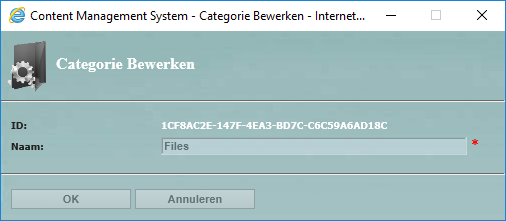 Content Management System - Categorie Bewerken - Internet...
Categorie Bewerken
ID: 1CF8AC2E-147F-4EA3-BD7C-C6C59A6AD18C
Naam: Files *
OK Annuleren